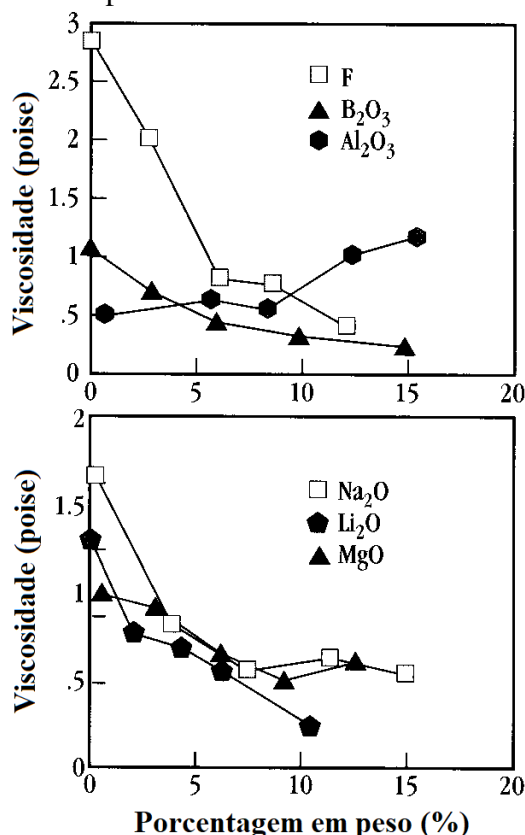 3
2.5
2
1.5
1
.5
0
Viscosidade (poise)
F
B₂O₃
Al₂O₃
0 5 10 15 20
2
1.5
1
.5
0
Viscosidade (poise)
Na₂O
Li₂O
MgO
0 5 10 15 20
Porcentagem em peso (%)